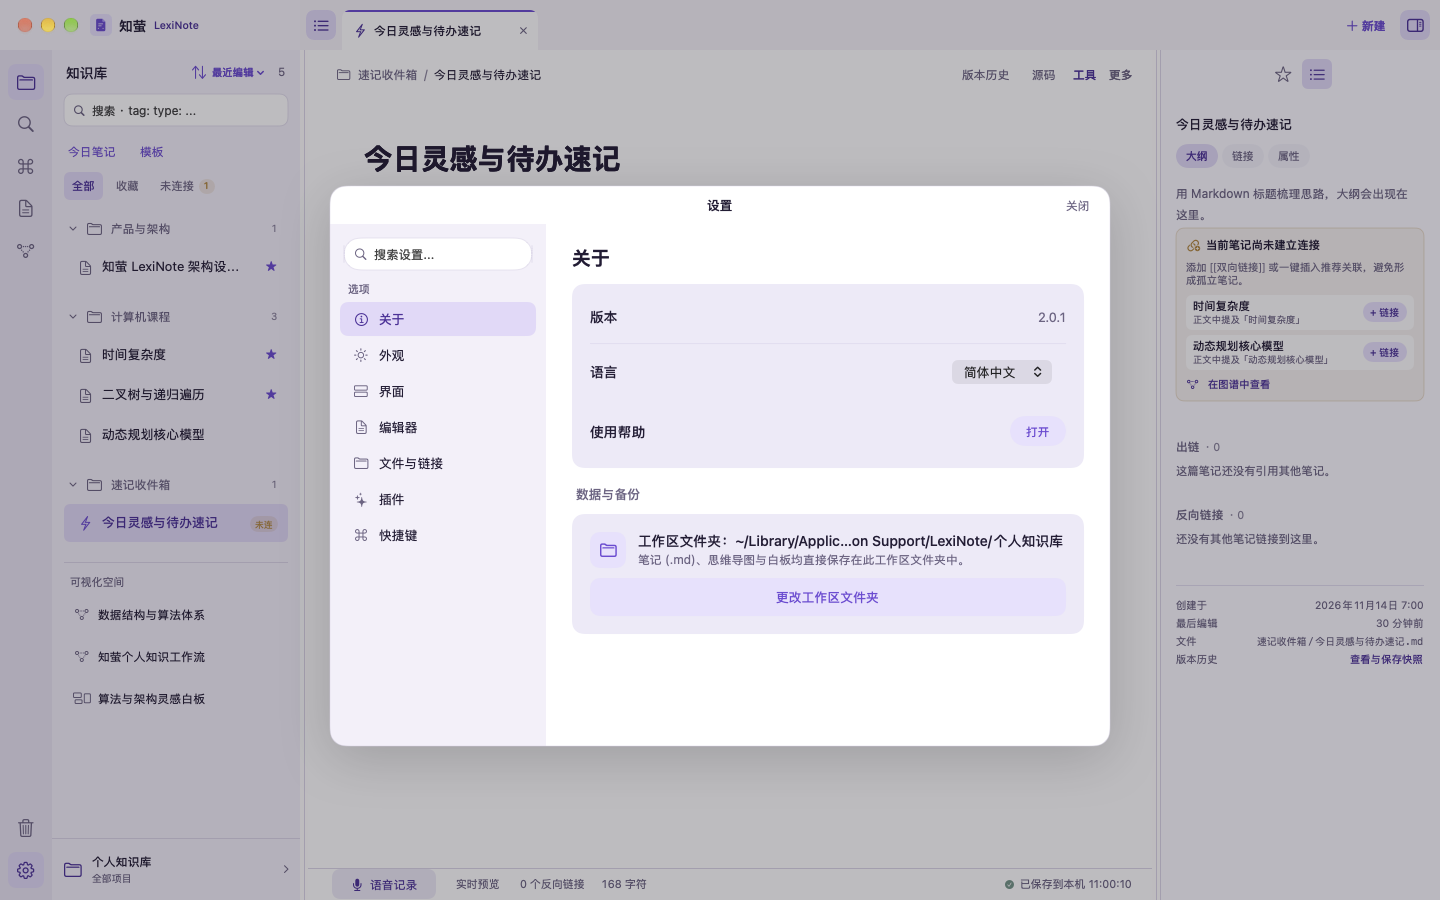 知萤 LexiNote
今日灵感与待办速记
新建
知识库
最近编辑
5
搜索 · tag: type: ...
今日笔记
模板
全部
收藏
未连接 1
产品与架构 1
知萤 LexiNote 架构设...
计算机课程 3
时间复杂度
二叉树与递归遍历
动态规划核心模型
速记收件箱 1
今日灵感与待办速记 未连
可视化空间
数据结构与算法体系
知萤个人知识工作流
算法与架构灵感白板
个人知识库
全部项目
速记收件箱 / 今日灵感与待办速记
版本历史 源码 工具 更多
今日灵感与待办速记
设置
关闭
搜索设置...
选项
关于
外观
界面
编辑器
文件与链接
插件
快捷键
关于
版本 2.0.1
语言 简体中文
使用帮助 打开
数据与备份
工作区文件夹：~/Library/Applic...on Support/LexiNote/个人知识库
笔记 (.md)、思维导图与白板均直接保存在此工作区文件夹中。
更改工作区文件夹
语音记录
实时预览
0 个反向链接
168 字符
已保存到本机 11:00:10
今日灵感与待办速记
大纲 链接 属性
用 Markdown 标题梳理思路，大纲会出现在
这里。
当前笔记尚未建立连接
添加 [[双向链接]] 或一键插入推荐关联，避免形
成孤立笔记。
时间复杂度
正文中提及「时间复杂度」
+ 链接
动态规划核心模型
正文中提及「动态规划核心模型」
+ 链接
在图谱中查看
出链 · 0
这篇笔记还没有引用其他笔记。
反向链接 · 0
还没有其他笔记链接到这里。
创建于 2026年11月14日 7:00
最后编辑 30 分钟前
文件 速记收件箱/今日灵感与待办速记.md
版本历史 查看与保存快照